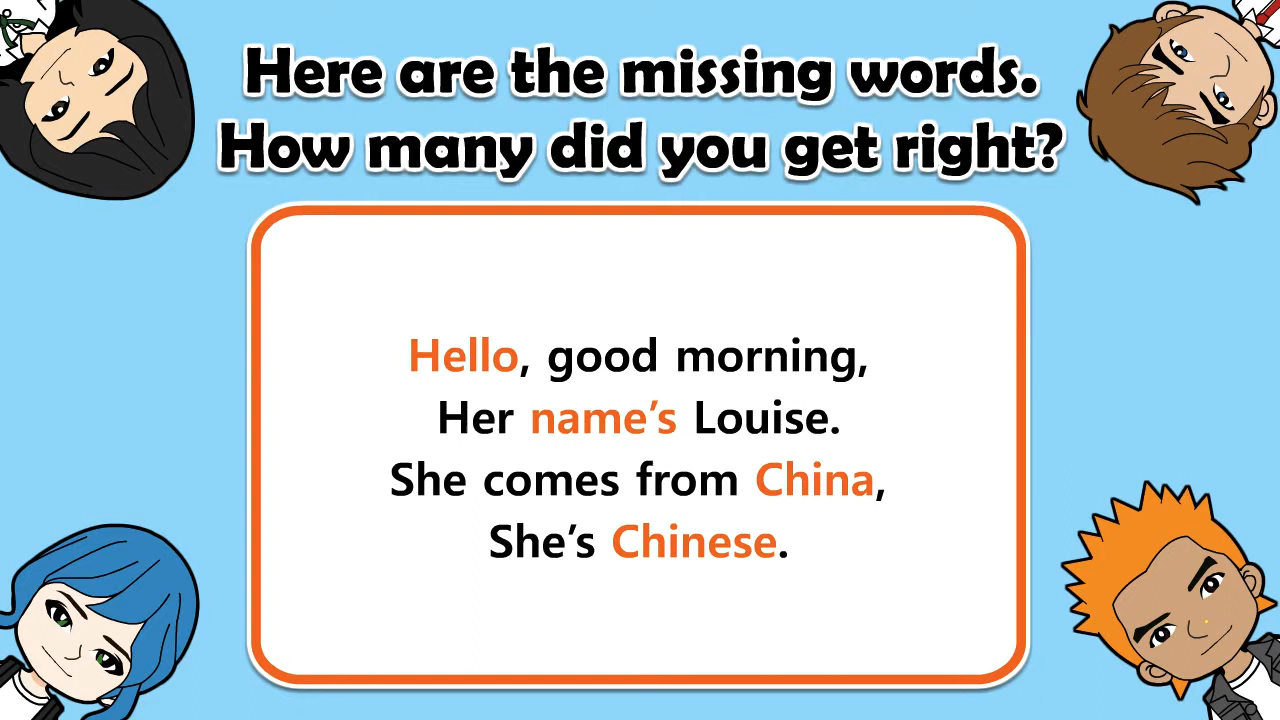 Here are the missing words.
How many did you get right?
Hello, good morning,
Her name’s Louise.
She comes from China,
She’s Chinese.